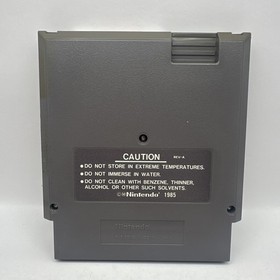 CAUTION REV-A
● DO NOT STORE IN EXTREME TEMPERATURES.
● DO NOT IMMERSE IN WATER.
● DO NOT CLEAN WITH BENZENE, THINNER,
ALCOHOL OR OTHER SUCH SOLVENTS.
©Nintendo 1985